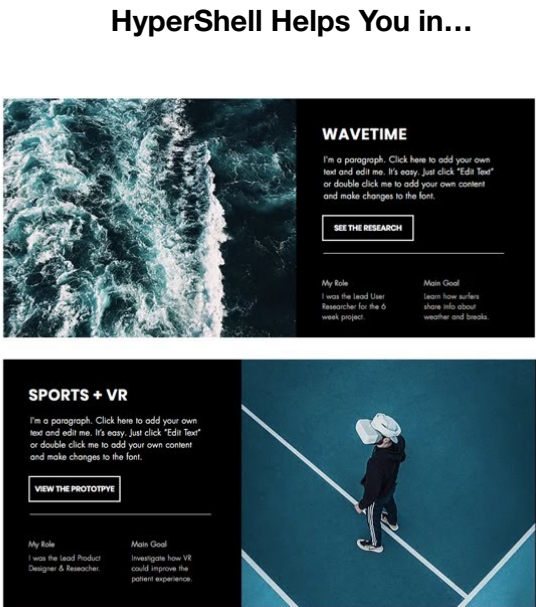 HyperShell Helps You in...
WAVETIME
I'm a paragraph. Click here to add your own
text and edit me. It's easy. Just click "Edit Text"
or double click me to add your own content
and make changes to the font.
SEE THE RESEARCH
My Role
I was the Lead User
Researcher for the 6
week project.
Main Goal
Learn how surfers
share info about
weather and breaks.
SPORTS + VR
I'm a paragraph. Click here to add your own
text and edit me. It's easy. Just click "Edit Text"
or double click me to add your own content
and make changes to the font.
VIEW THE PROTOTPYE
My Role
I was the Lead Product
Designer & Reseacher.
Main Goal
Investigate how VR
could improve the
patient experience.